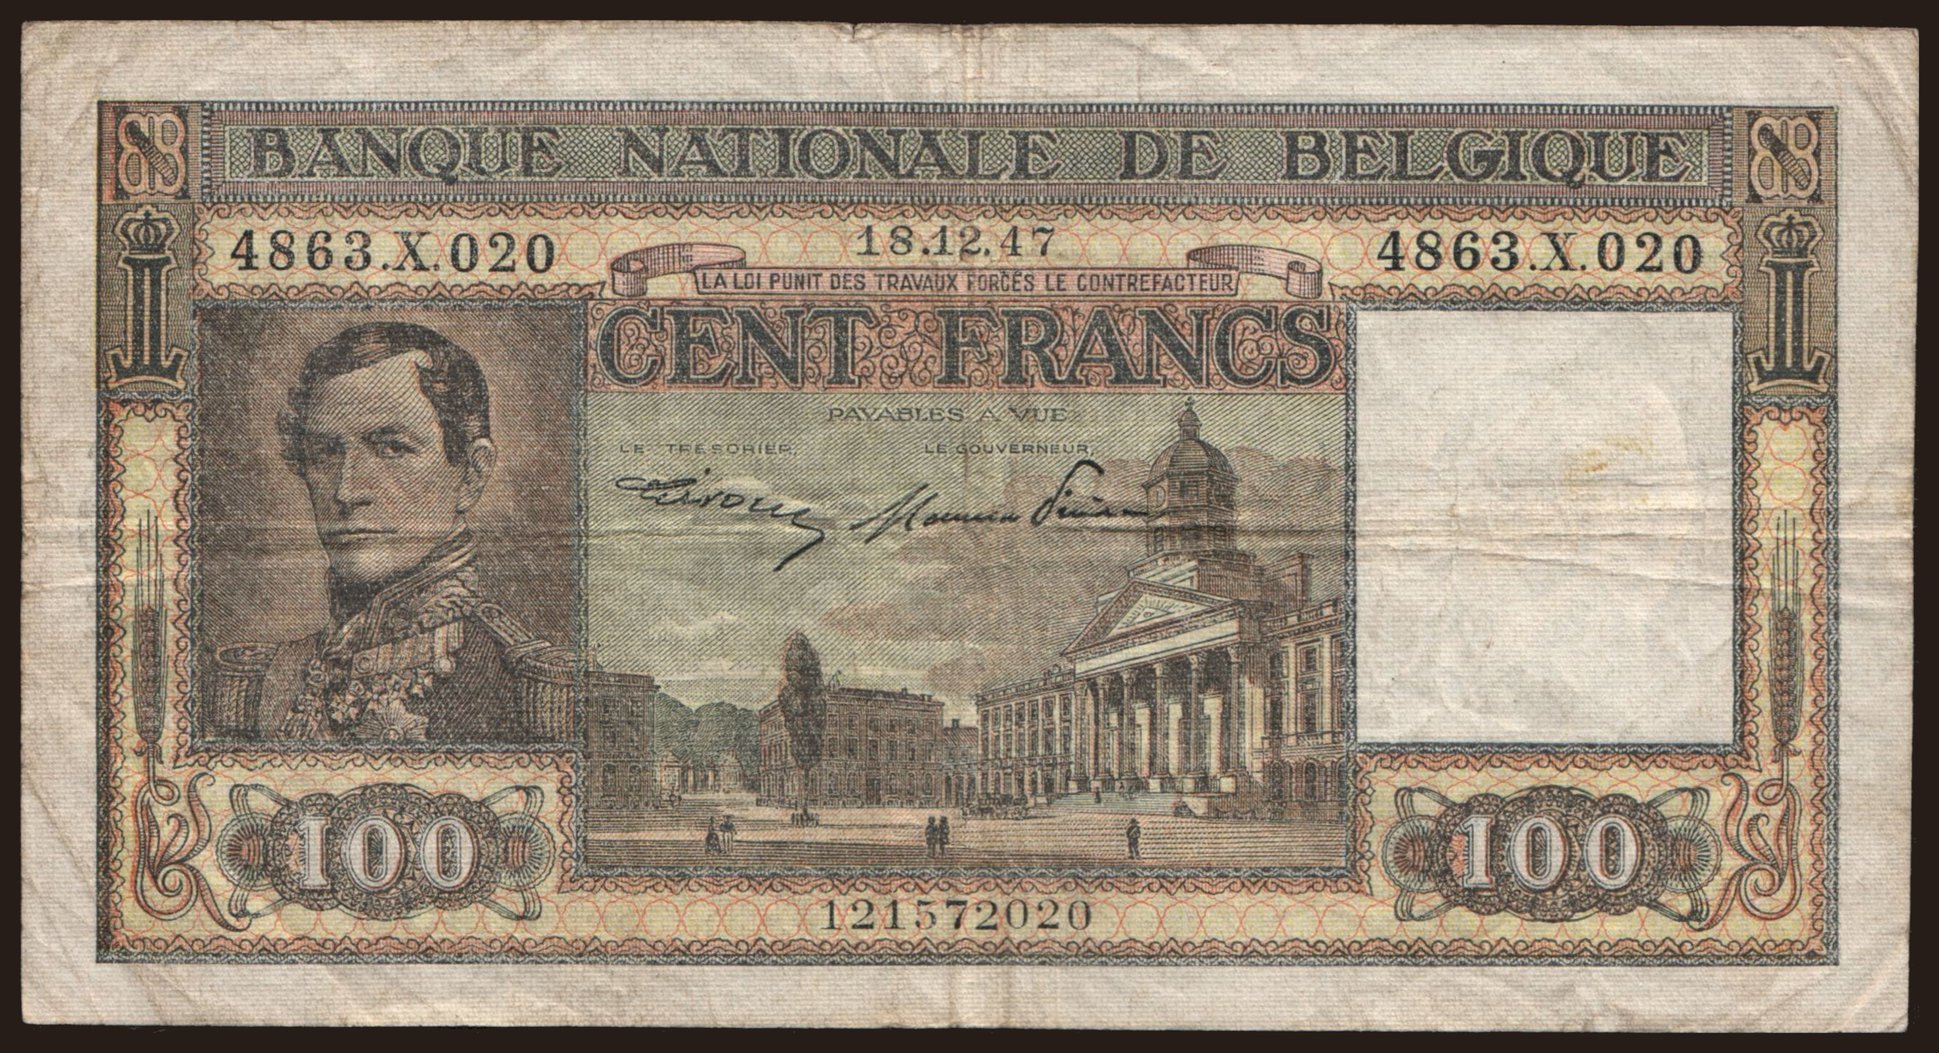 BANQUE NATIONALE DE BELGIQUE
4863.X.020
18.12.47
4863.X.020
LA LOI PUNIT DES TRAVAUX FORCÉS LE CONTREFACTEUR
CENT FRANCS
PAYABLES A VUE
LE TRESORIER,
LE GOUVERNEUR,
100
100
121572020